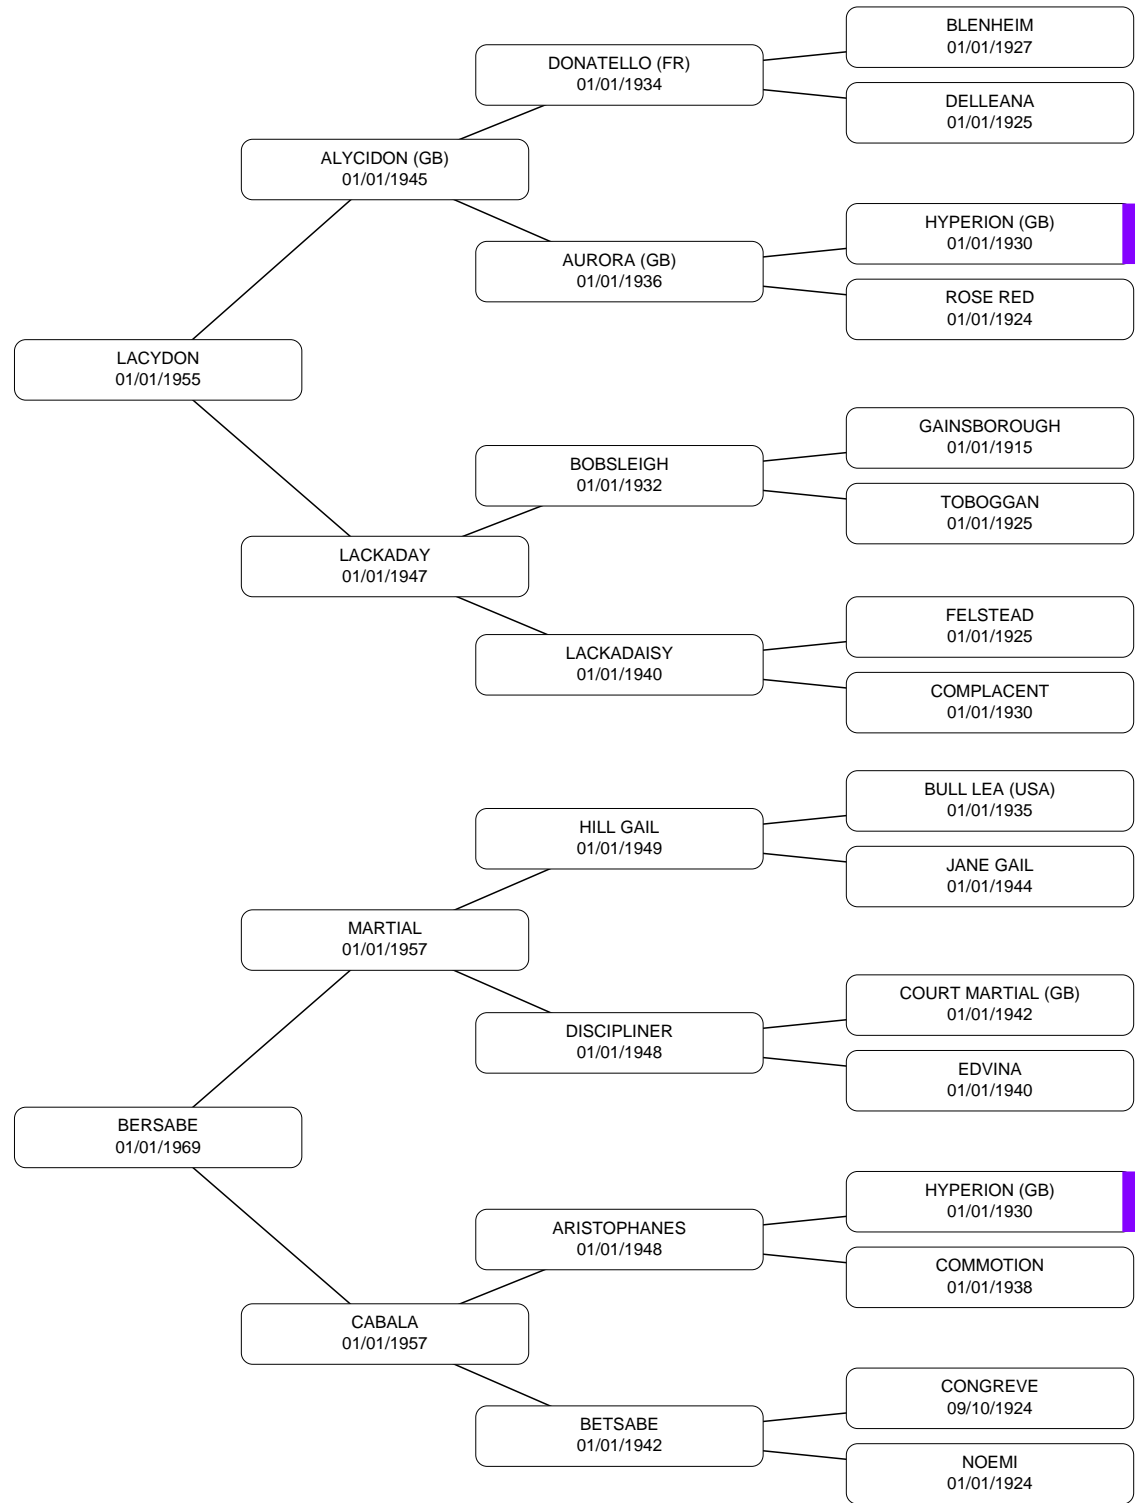 BLENHEIM
01/01/1927
DONATELLO (FR)
01/01/1934
DELLEANA
01/01/1925
ALYCIDON (GB)
01/01/1945
HYPERION (GB)
01/01/1930
AURORA (GB)
01/01/1936
ROSE RED
01/01/1924
LACYDON
01/01/1955
GAINSBOROUGH
01/01/1915
BOBSLEIGH
01/01/1932
TOBOGGAN
01/01/1925
LACKADAY
01/01/1947
FELSTEAD
01/01/1925
LACKADAISY
01/01/1940
COMPLACENT
01/01/1930
BULL LEA (USA)
01/01/1935
HILL GAIL
01/01/1949
JANE GAIL
01/01/1944
MARTIAL
01/01/1957
COURT MARTIAL (GB)
01/01/1942
DISCIPLINER
01/01/1948
EDVINA
01/01/1940
BERSABE
01/01/1969
HYPERION (GB)
01/01/1930
ARISTOPHANES
01/01/1948
COMMOTION
01/01/1938
CABALA
01/01/1957
CONGREVE
09/10/1924
BETSABE
01/01/1942
NOEMI
01/01/1924